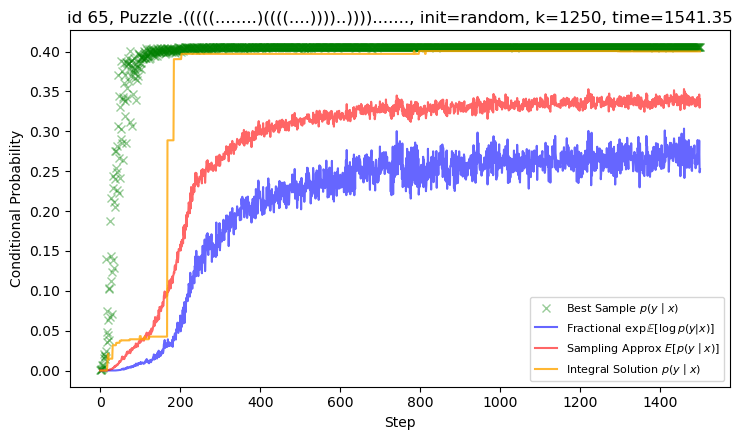 id 65, Puzzle .(((((........)((((....))))..))))......., init=random, k=1250, time=1541.35
Conditional Probability
0.40
0.35
0.30
0.25
0.20
0.15
0.10
0.05
0.00
Best Sample p(y | x)
Fractional exp𝔼[log p(y|x)]
Sampling Approx E[p(y | x)]
Integral Solution p(y | x)
0 200 400 600 800 1000 1200 1400
Step